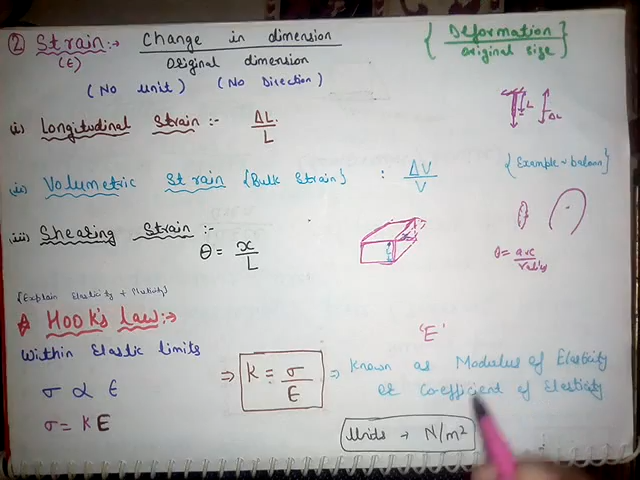 ② Strain :→ Change in dimension / Original dimension
(E)
{ Deformation / Original size }
(No unit) (No Direction)
(i) Longitudinal Strain :- ΔL / L
L ΔL
(ii) Volumetric Strain {Bulk Strain} : ΔV / V
{Example ~ baloon}
(iii) Shearing Strain :-
θ = x / L
θ = arc / radius
{Explain Elasticity + Plasticity}
Hook's Law :→
Within Elastic limits
σ ∝ E
σ = K E
⇒ K = σ / E ⇒
'E'
Known as Modulus of Elasticity
or Coefficient of Elasticity
Units → N/m²